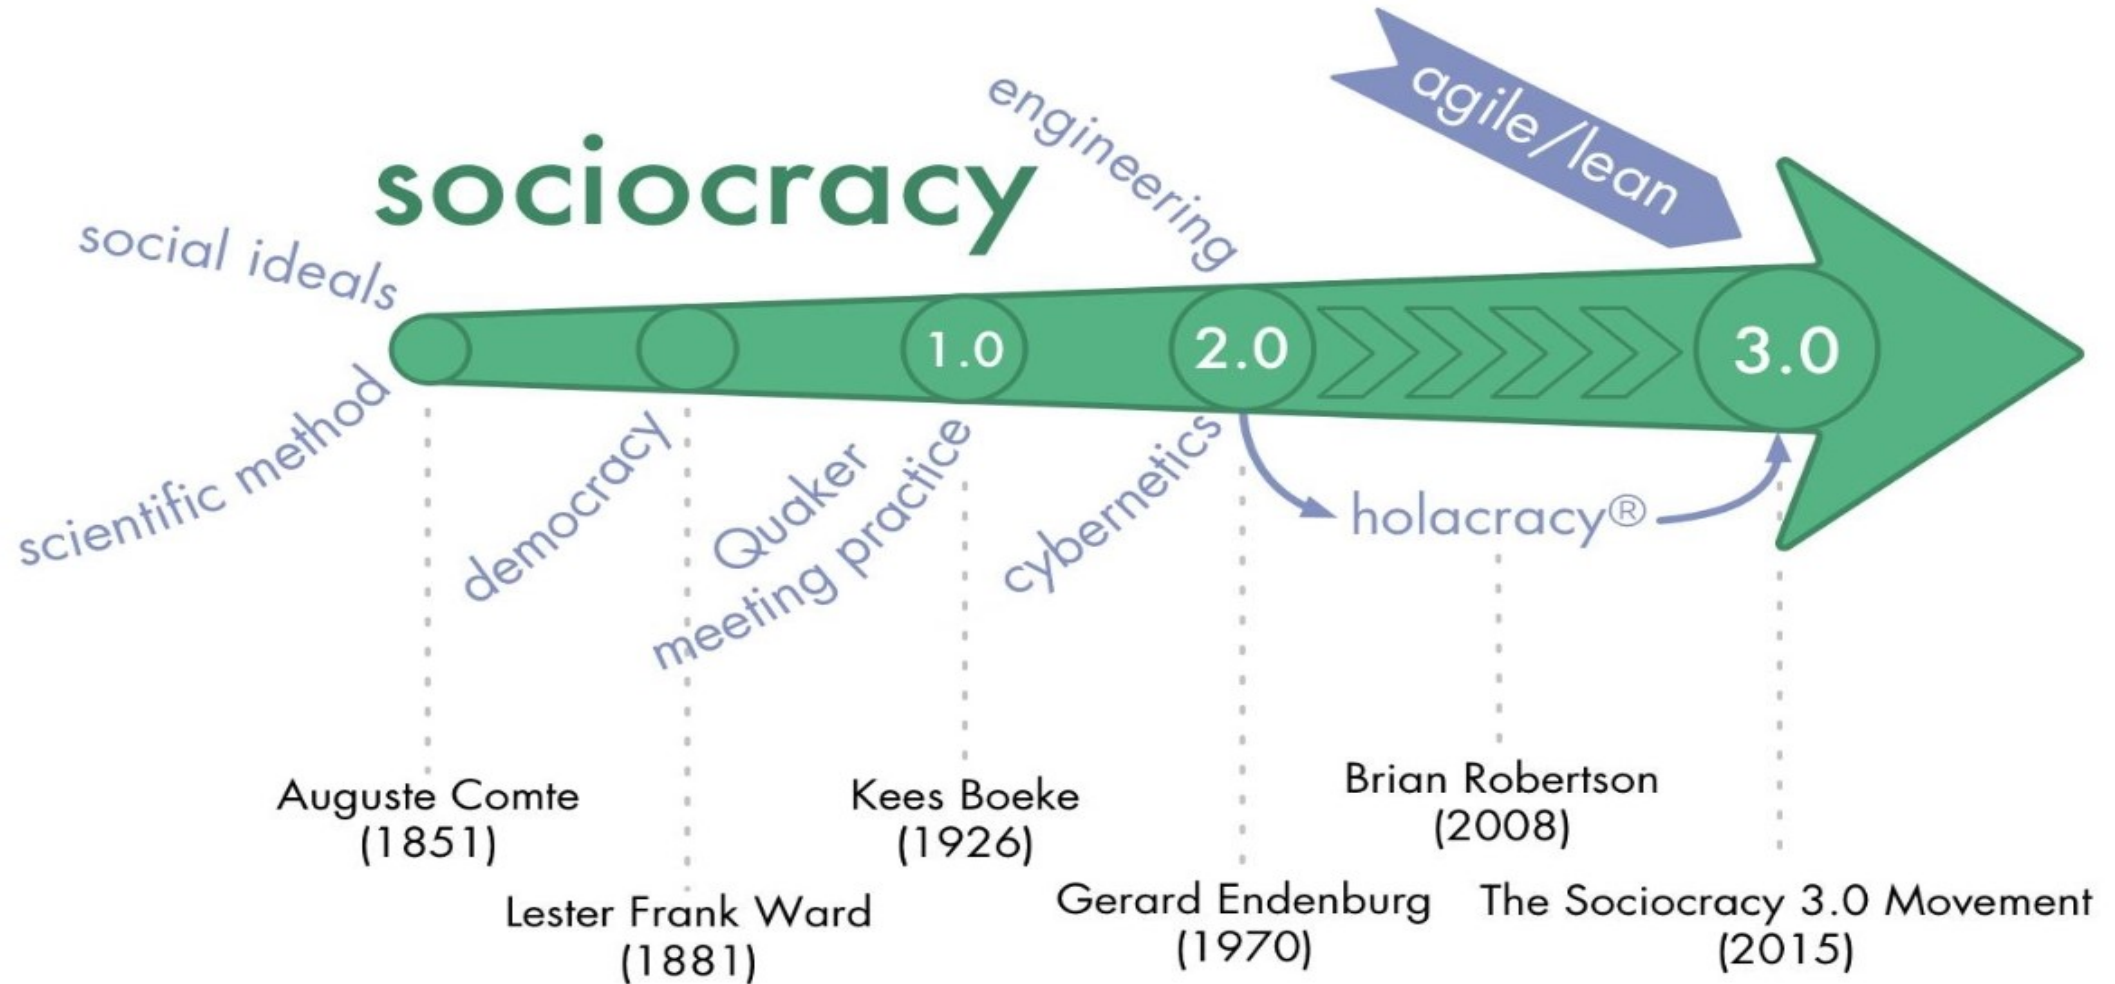 sociocracy
social ideals
scientific method
democracy
Quaker
meeting practice
engineering
cybernetics
agile/lean
1.0
2.0
3.0
holacracy®
Auguste Comte
(1851)
Lester Frank Ward
(1881)
Kees Boeke
(1926)
Gerard Endenburg
(1970)
Brian Robertson
(2008)
The Sociocracy 3.0 Movement
(2015)